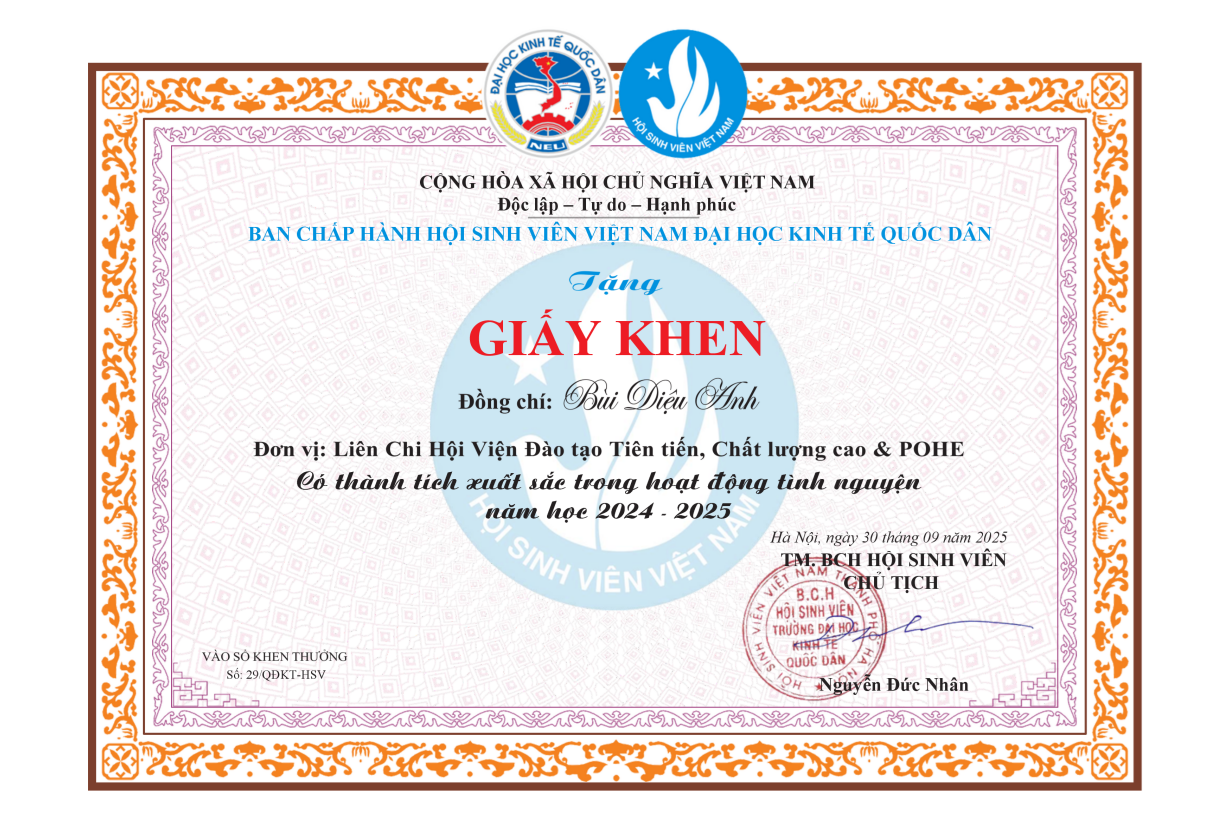 ĐẠI HỌC KINH TẾ QUỐC DÂN
NEU
HỘI SINH VIÊN VIỆT NAM
CỘNG HÒA XÃ HỘI CHỦ NGHĨA VIỆT NAM
Độc lập – Tự do – Hạnh phúc
BAN CHẤP HÀNH HỘI SINH VIÊN VIỆT NAM ĐẠI HỌC KINH TẾ QUỐC DÂN
Tặng
GIẤY KHEN
Đồng chí: Bùi Diệu Anh
Đơn vị: Liên Chi Hội Viện Đào tạo Tiên tiến, Chất lượng cao & POHE
Có thành tích xuất sắc trong hoạt động tình nguyện
năm học 2024 - 2025
HỘI SINH VIÊN VIỆT NAM
Hà Nội, ngày 30 tháng 09 năm 2025
TM. BCH HỘI SINH VIÊN
CHỦ TỊCH
HỘI SINH VIÊN VIỆT NAM THÀNH PHỐ HÀ NỘI
B.C.H
HỘI SINH VIÊN
TRƯỜNG ĐẠI HỌC
KINH TẾ
QUỐC DÂN
Nguyễn Đức Nhân
VÀO SỔ KHEN THƯỞNG
Số: 29/QĐKT-HSV